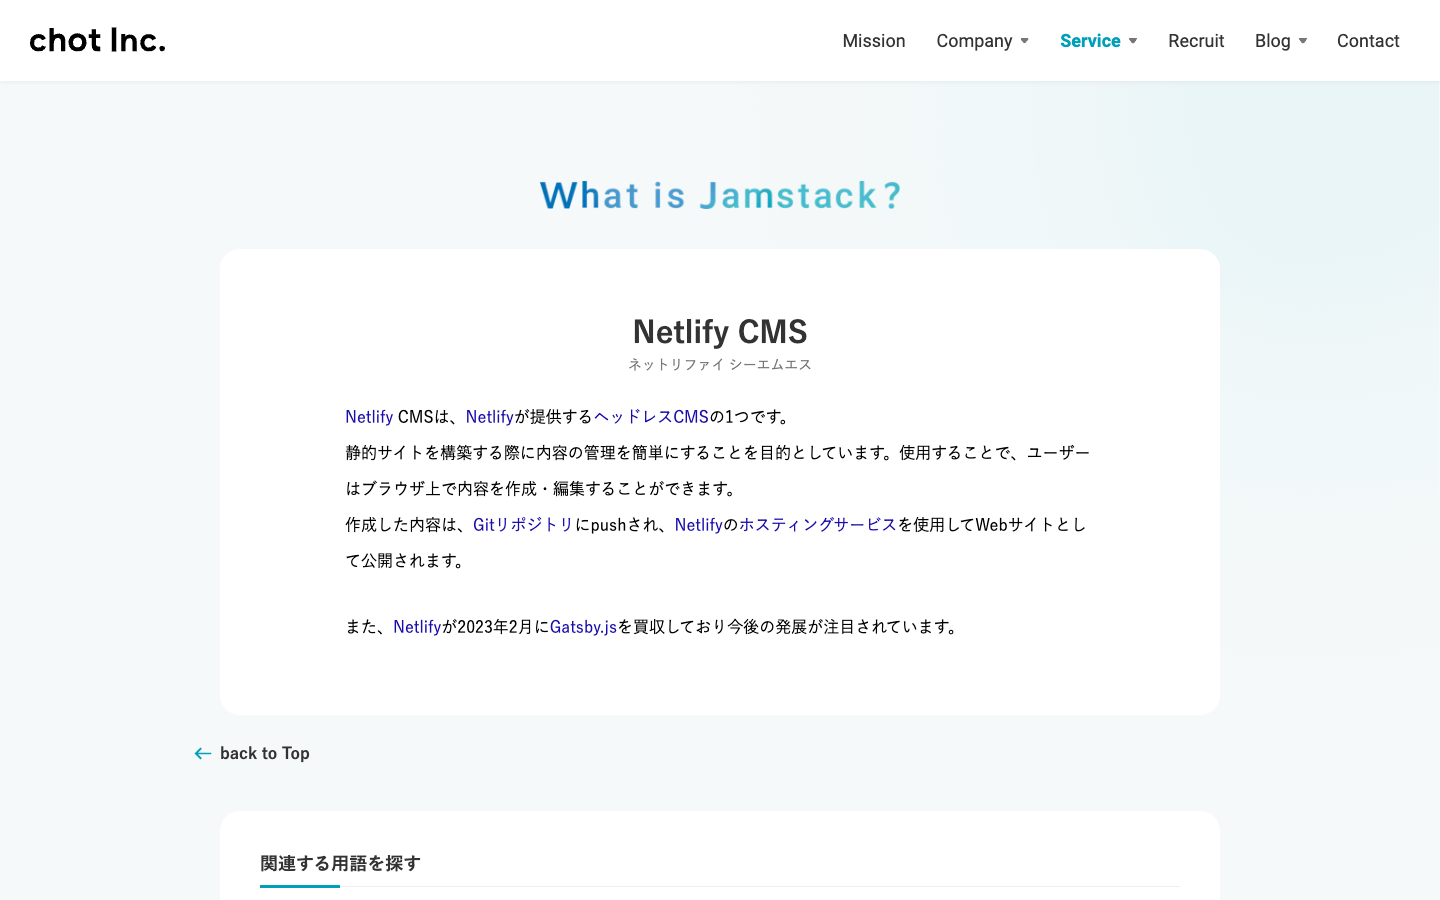 chot Inc.
Mission Company Service Recruit Blog Contact
What is Jamstack?
Netlify CMS
ネットリファイ シーエムエス
Netlify CMSは、Netlifyが提供するヘッドレスCMSの1つです。
静的サイトを構築する際に内容の管理を簡単にすることを目的としています。使用することで、ユーザー
はブラウザ上で内容を作成・編集することができます。
作成した内容は、Gitリポジトリにpushされ、Netlifyのホスティングサービスを使用してWebサイトとし
て公開されます。
また、Netlifyが2023年2月にGatsby.jsを買収しており今後の発展が注目されています。
back to Top
関連する用語を探す